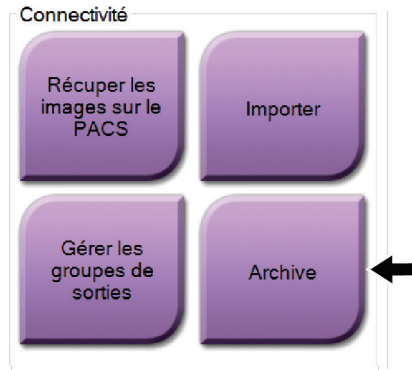 Connectivité
Récuper les
images sur le
PACS
Importer
Gérer les
groupes de
sorties
Archive